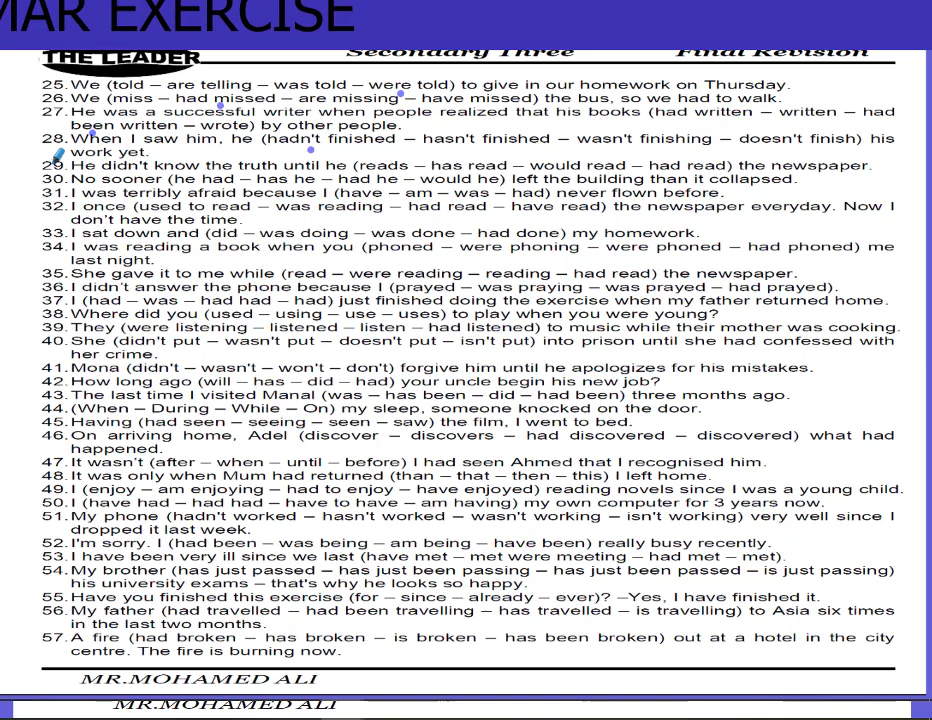 MAR EXERCISE
THE LEADER Secondary Three Final Revision
25. We (told – are telling – was told – were told) to give in our homework on Thursday.
26. We (miss – had missed – are missing – have missed) the bus, so we had to walk.
27. He was a successful writer when people realized that his books (had written – written – had
been written – wrote) by other people.
28. When I saw him, he (hadn't finished – hasn't finished – wasn't finishing – doesn't finish) his
work yet.
29. He didn't know the truth until he (reads – has read – would read – had read) the newspaper.
30. No sooner (he had – has he – had he – would he) left the building than it collapsed.
31. I was terribly afraid because I (have – am – was – had) never flown before.
32. I once (used to read – was reading – had read – have read) the newspaper everyday. Now I
don't have the time.
33. I sat down and (did – was doing – was done – had done) my homework.
34. I was reading a book when you (phoned – were phoning – were phoned – had phoned) me
last night.
35. She gave it to me while (read – were reading – reading – had read) the newspaper.
36. I didn't answer the phone because I (prayed – was praying – was prayed – had prayed).
37. I (had – was – had had – had) just finished doing the exercise when my father returned home.
38. Where did you (used – using – use – uses) to play when you were young?
39. They (were listening – listened – listen – had listened) to music while their mother was cooking.
40. She (didn't put – wasn't put – doesn't put – isn't put) into prison until she had confessed with
her crime.
41. Mona (didn't – wasn't – won't – don't) forgive him until he apologizes for his mistakes.
42. How long ago (will – has – did – had) your uncle begin his new job?
43. The last time I visited Manal (was – has been – did – had been) three months ago.
44. (When – During – While – On) my sleep, someone knocked on the door.
45. Having (had seen – seeing – seen – saw) the film, I went to bed.
46. On arriving home, Adel (discover – discovers – had discovered – discovered) what had
happened.
47. It wasn't (after – when – until – before) I had seen Ahmed that I recognised him.
48. It was only when Mum had returned (than – that – then – this) I left home.
49. I (enjoy – am enjoying – had to enjoy – have enjoyed) reading novels since I was a young child.
50. I (have had – had had – have to have – am having) my own computer for 3 years now.
51. My phone (hadn't worked – hasn't worked – wasn't working – isn't working) very well since I
dropped it last week.
52. I'm sorry. I (had been – was being – am being – have been) really busy recently.
53. I have been very ill since we last (have met – met were meeting – had met – met).
54. My brother (has just passed – has just been passing – has just been passed – is just passing)
his university exams – that's why he looks so happy.
55. Have you finished this exercise (for – since – already – ever)? –Yes, I have finished it.
56. My father (had travelled – had been travelling – has travelled – is travelling) to Asia six times
in the last two months.
57. A fire (had broken – has broken – is broken – has been broken) out at a hotel in the city
centre. The fire is burning now.
MR.MOHAMED ALI
MR.MOHAMED ALI